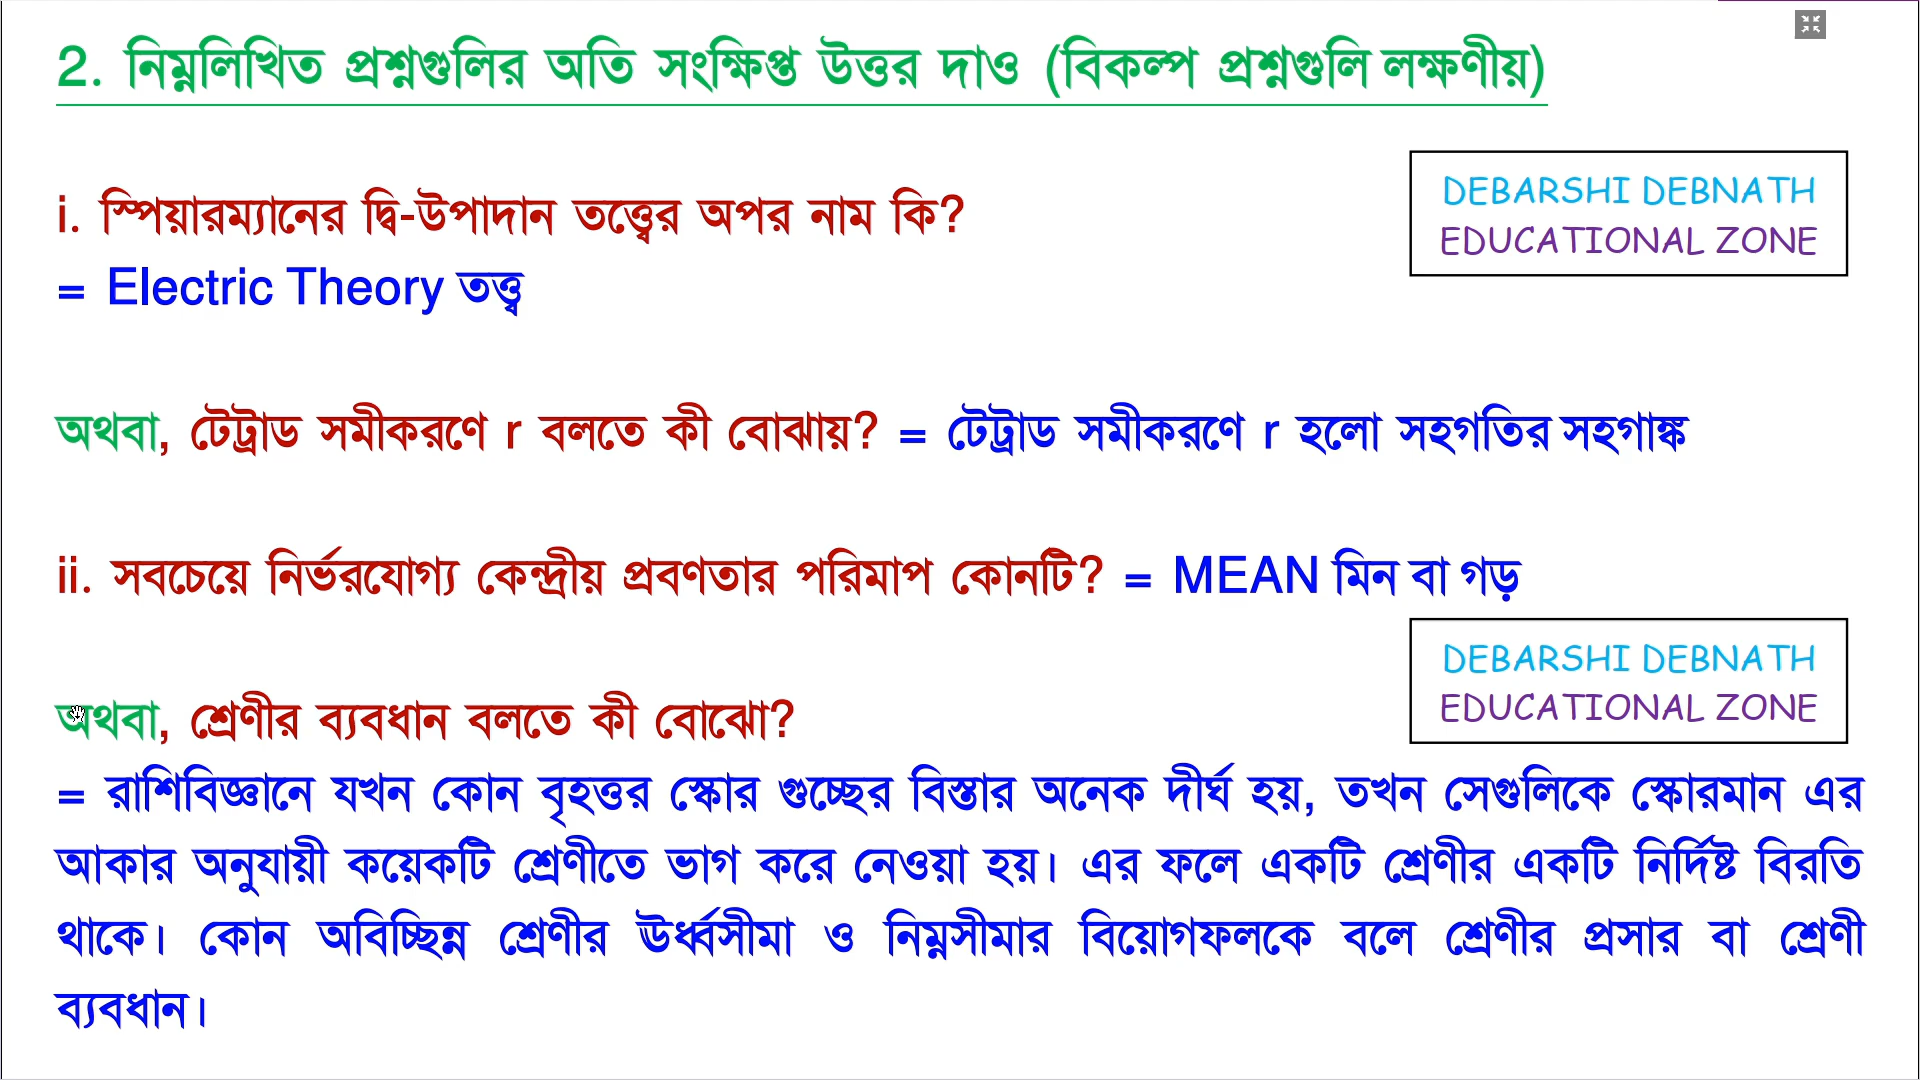 2. নিম্নলিখিত প্রশ্নগুলির অতি সংক্ষিপ্ত উত্তর দাও (বিকল্প প্রশ্নগুলি লক্ষণীয়)
DEBARSHI DEBNATH
EDUCATIONAL ZONE
i. স্পিয়ারম্যানের দ্বি-উপাদান তত্ত্বের অপর নাম কি?
= Electric Theory তত্ত্ব
অথবা, টেট্রাড সমীকরণে r বলতে কী বোঝায়? = টেট্রাড সমীকরণে r হলো সহগতির সহগাঙ্ক
ii. সবচেয়ে নির্ভরযোগ্য কেন্দ্রীয় প্রবণতার পরিমাপ কোনটি? = MEAN মিন বা গড়
DEBARSHI DEBNATH
EDUCATIONAL ZONE
অথবা, শ্রেণীর ব্যবধান বলতে কী বোঝো?
= রাশিবিজ্ঞানে যখন কোন বৃহত্তর স্কোর গুচ্ছের বিস্তার অনেক দীর্ঘ হয়, তখন সেগুলিকে স্কোরমান এর
আকার অনুযায়ী কয়েকটি শ্রেণীতে ভাগ করে নেওয়া হয়। এর ফলে একটি শ্রেণীর একটি নির্দিষ্ট বিরতি
থাকে। কোন অবিচ্ছিন্ন শ্রেণীর ঊর্ধ্বসীমা ও নিম্নসীমার বিয়োগফলকে বলে শ্রেণীর প্রসার বা শ্রেণী
ব্যবধান।